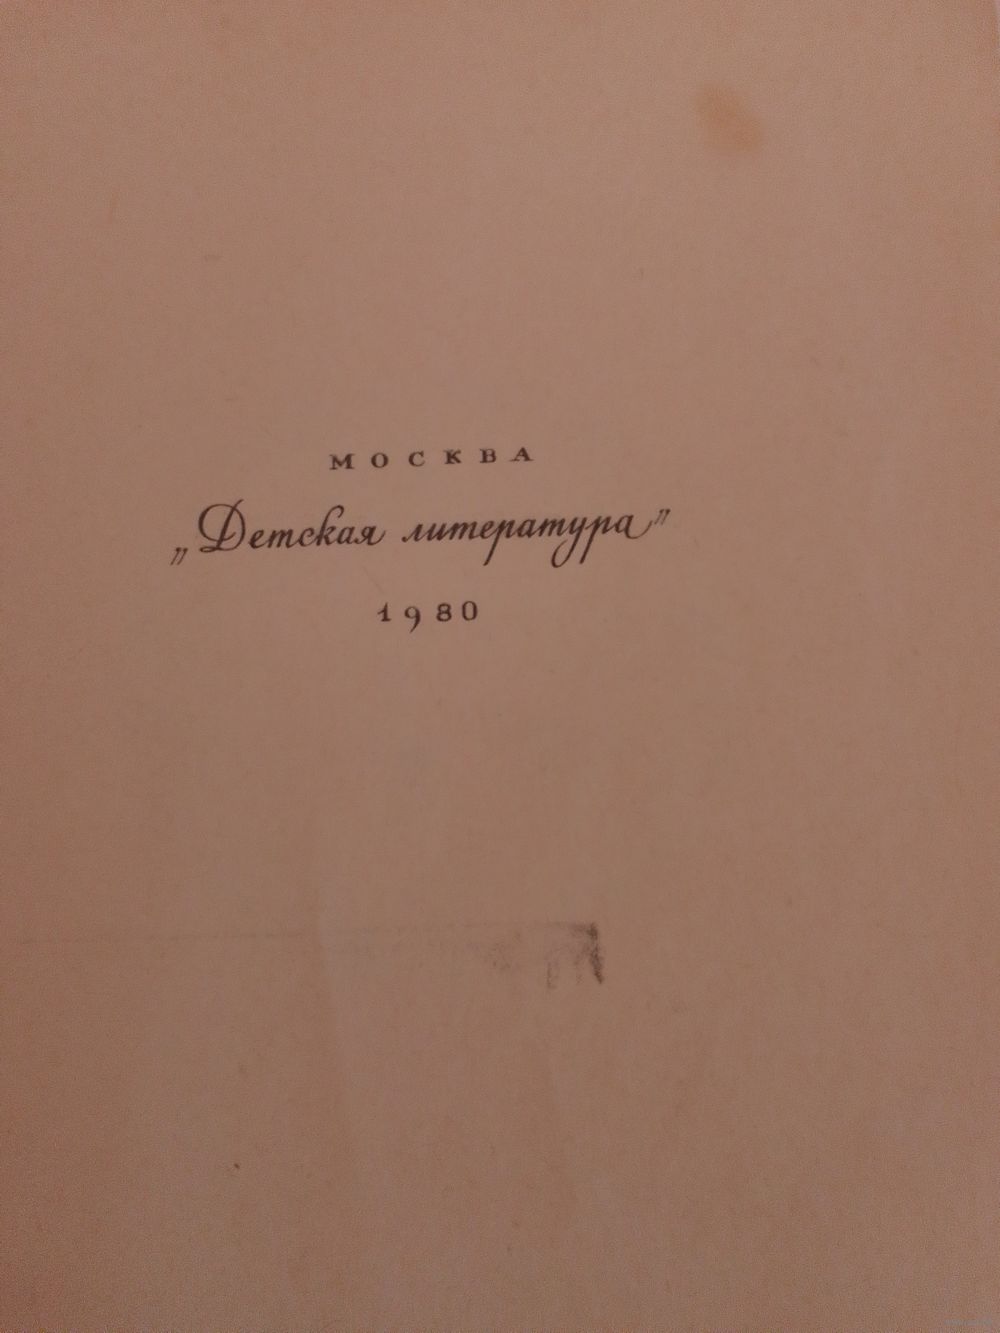 МОСКВА
„Детская литература”
1980